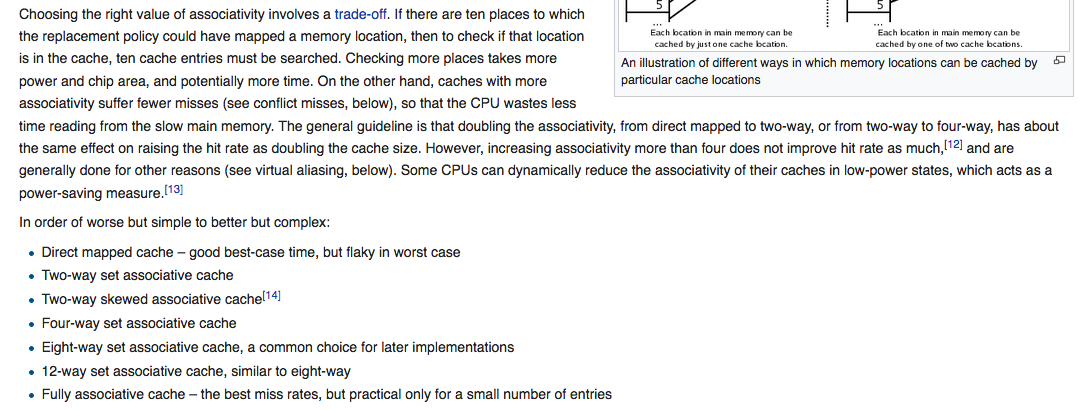 Choosing the right value of associativity involves a trade-off. If there are ten places to which
the replacement policy could have mapped a memory location, then to check if that location
is in the cache, ten cache entries must be searched. Checking more places takes more
power and chip area, and potentially more time. On the other hand, caches with more
associativity suffer fewer misses (see conflict misses, below), so that the CPU wastes less
time reading from the slow main memory. The general guideline is that doubling the associativity, from direct mapped to two-way, or from two-way to four-way, has about
the same effect on raising the hit rate as doubling the cache size. However, increasing associativity more than four does not improve hit rate as much,[12] and are
generally done for other reasons (see virtual aliasing, below). Some CPUs can dynamically reduce the associativity of their caches in low-power states, which acts as a
power-saving measure.[13]
5
...
Each location in main memory can be
cached by just one cache location.
5
...
Each location in main memory can be
cached by one of two cache locations.
An illustration of different ways in which memory locations can be cached by
particular cache locations
In order of worse but simple to better but complex:
• Direct mapped cache – good best-case time, but flaky in worst case
• Two-way set associative cache
• Two-way skewed associative cache[14]
• Four-way set associative cache
• Eight-way set associative cache, a common choice for later implementations
• 12-way set associative cache, similar to eight-way
• Fully associative cache – the best miss rates, but practical only for a small number of entries